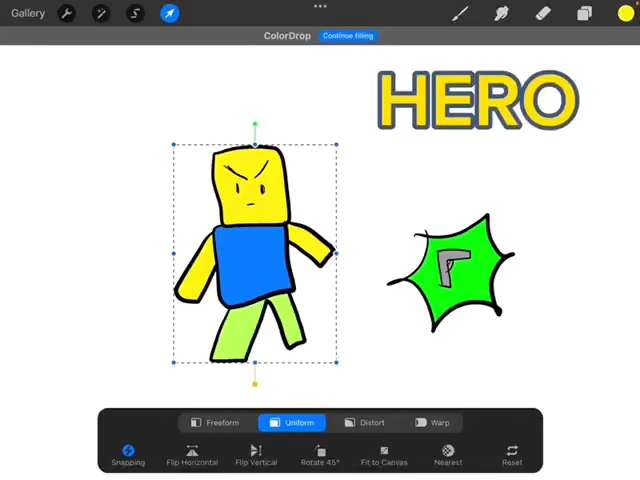 Gallery
ColorDrop Continue filling
HERO
Freeform Uniform Distort Warp
Snapping Flip Horizontal Flip Vertical Rotate 45° Fit to Canvas Nearest Reset